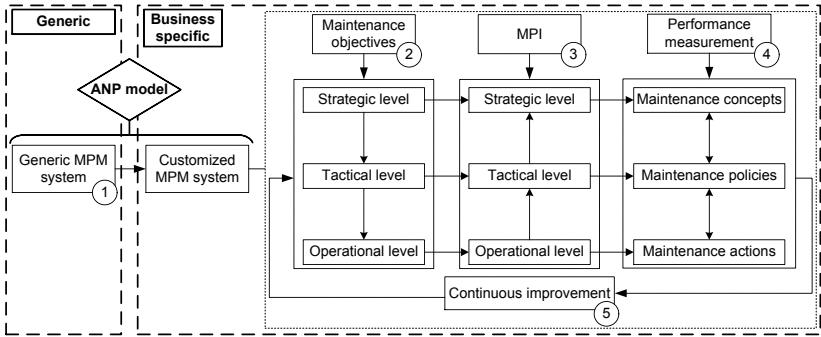 Generic
Business
specific
ANP model
Generic MPM
system
1
Customized
MPM system
Maintenance
objectives
2
MPI
3
Performance
measurement
4
Strategic level
Strategic level
Maintenance concepts
Tactical level
Tactical level
Maintenance policies
Operational level
Operational level
Maintenance actions
Continuous improvement
5